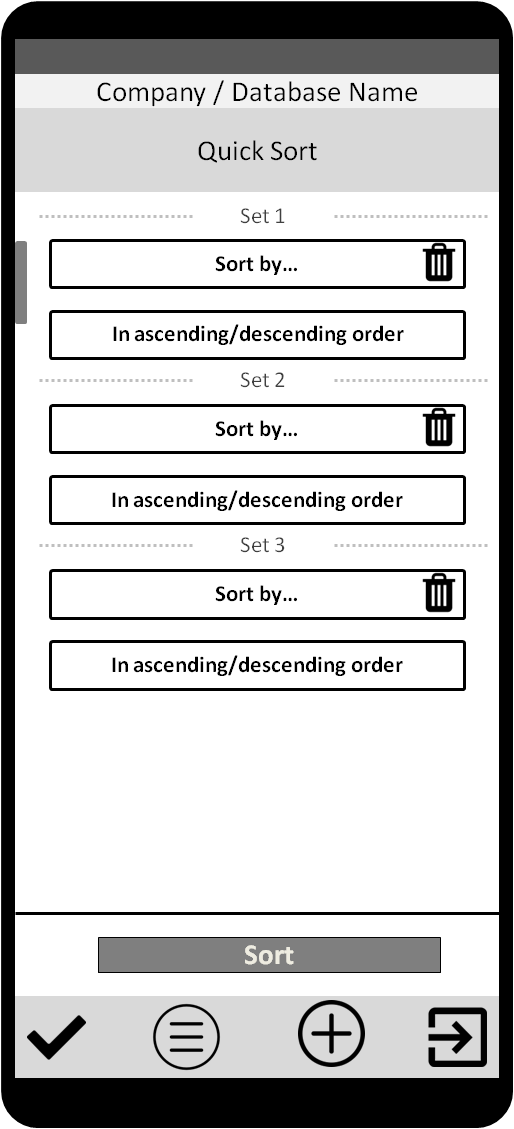 Company / Database Name
Quick Sort
Set 1
Sort by...
In ascending/descending order
Set 2
Sort by...
In ascending/descending order
Set 3
Sort by...
In ascending/descending order
Sort